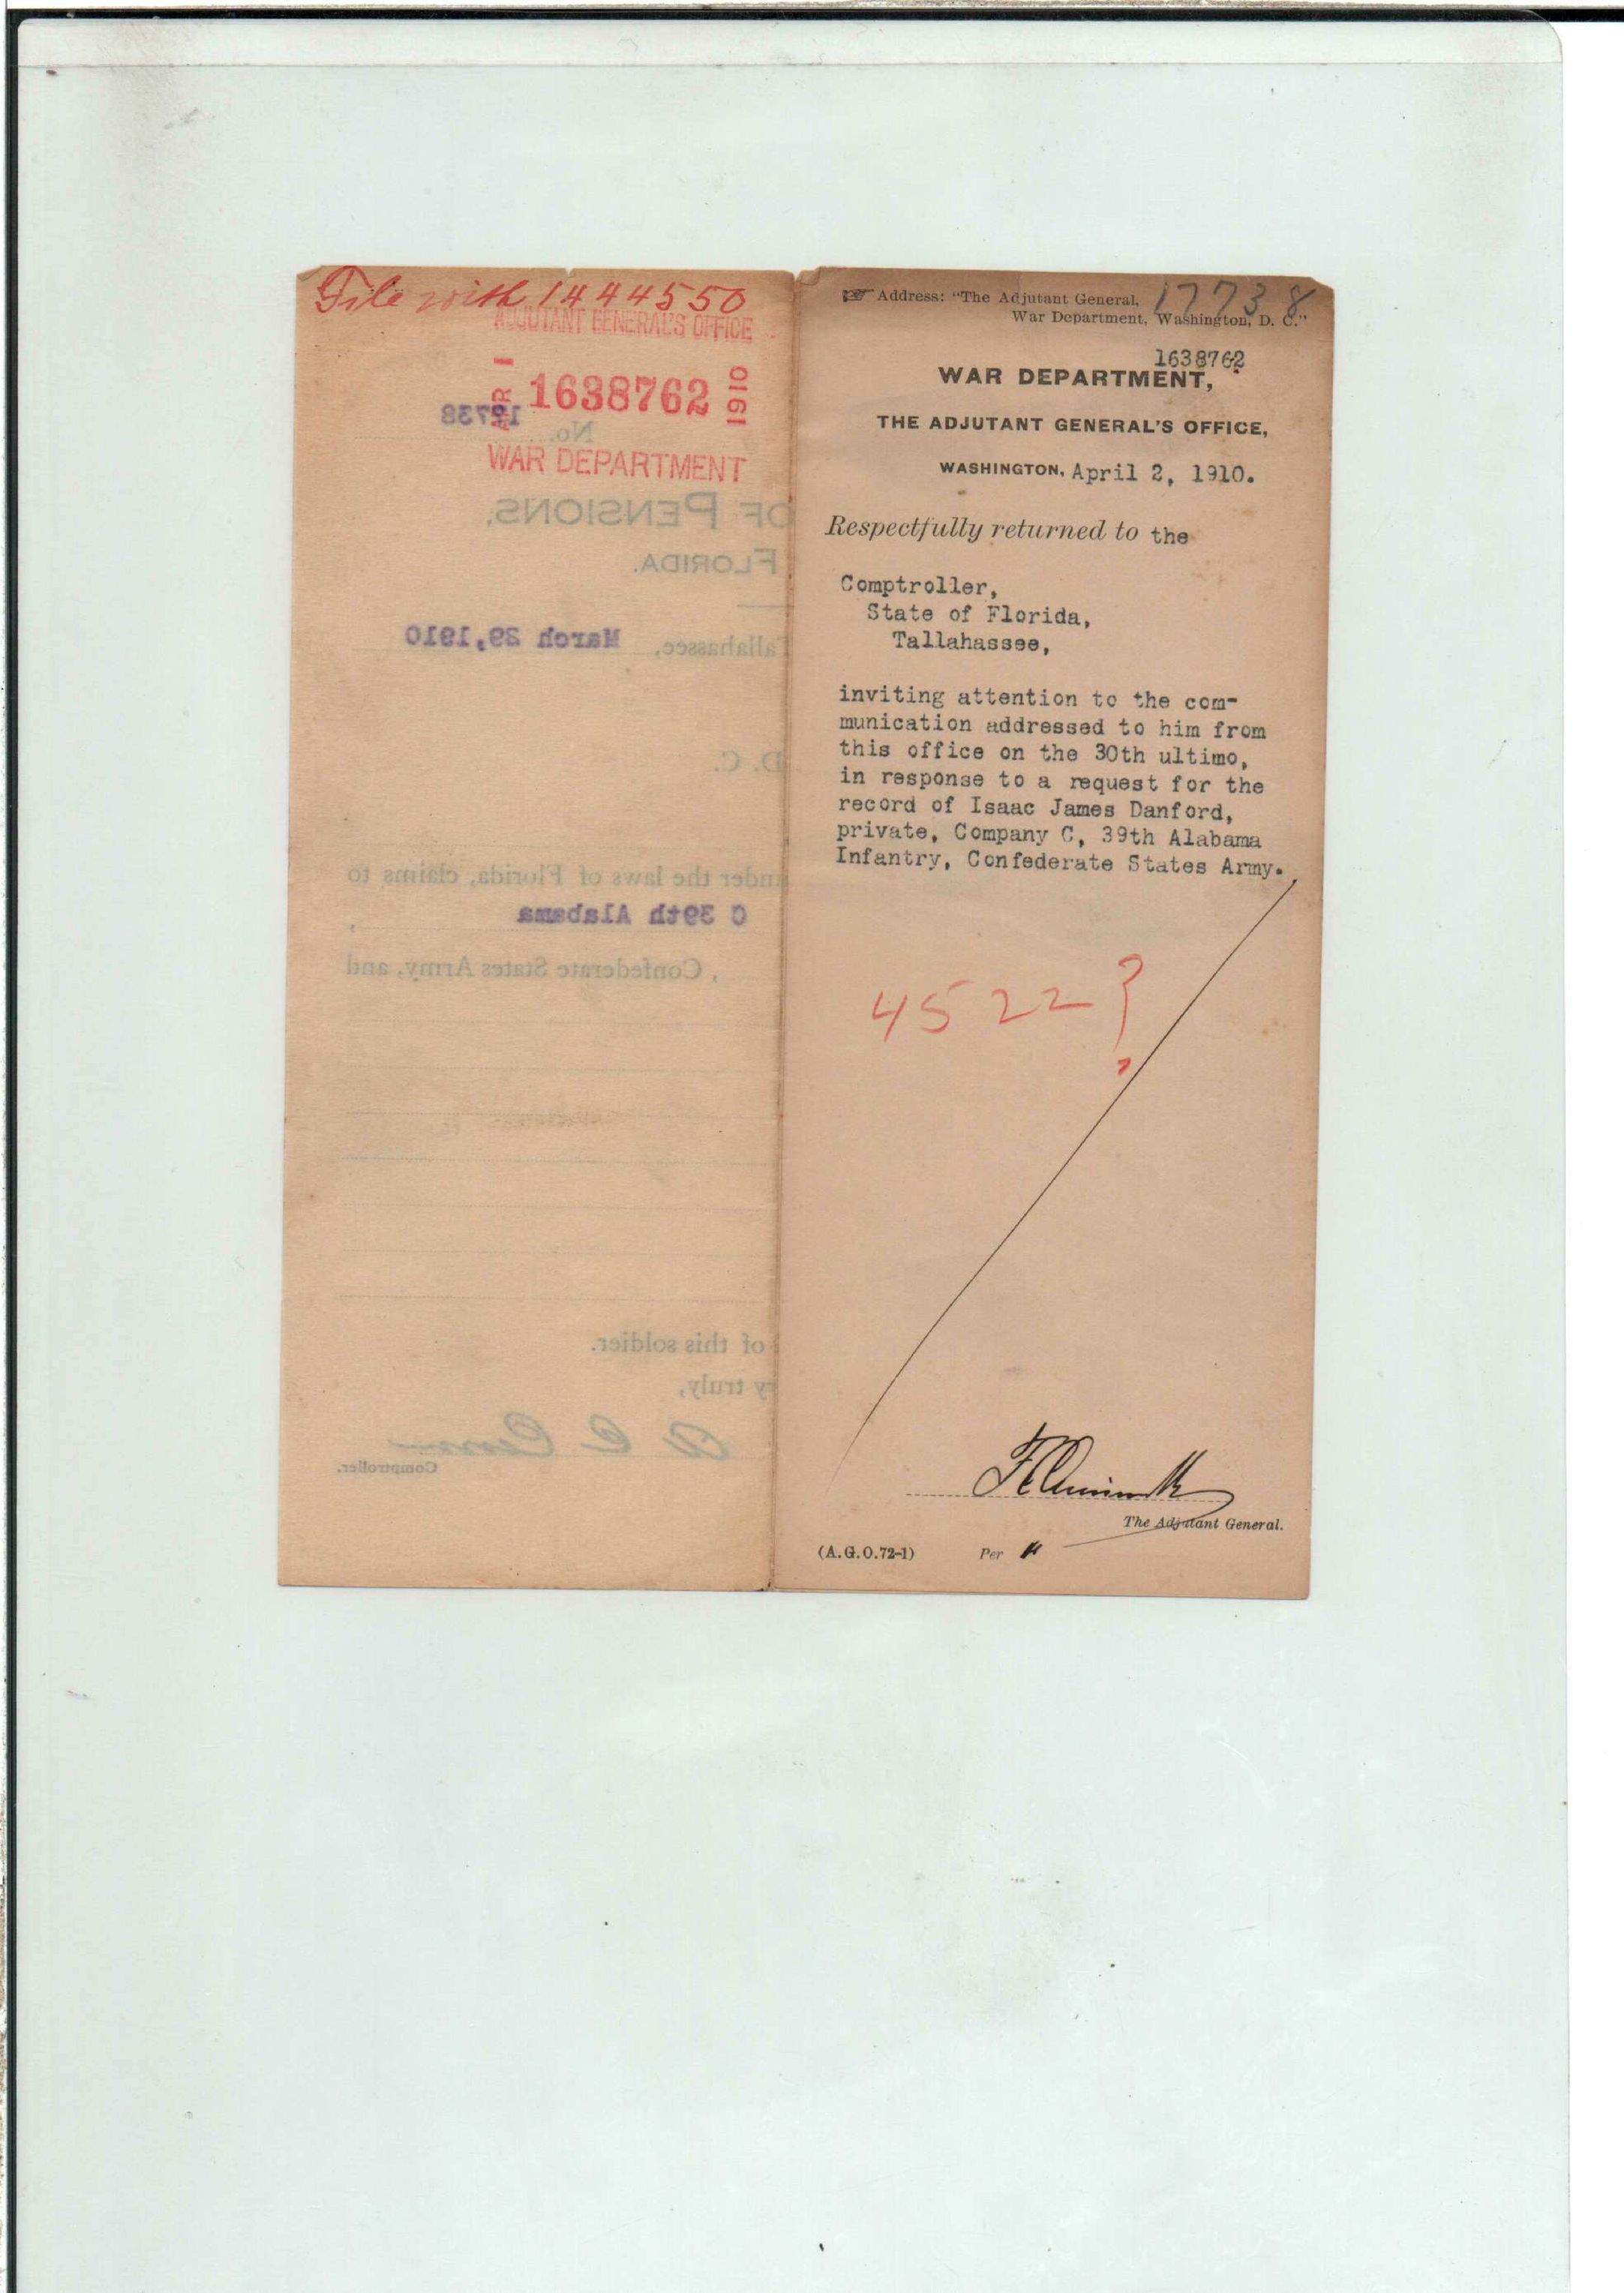 File with 1444550
ADJUTANT GENERAL'S OFFICE
APR 1 1638762 1910
17738
No.
WAR DEPARTMENT
OF PENSIONS,
FLORIDA.
Tallahassee, March 29,1910
D. C.
under the laws of Florida, claims to
C 39th Alabama ,
, Confederate States Army, and
of this soldier.
ry truly,
Comptroller.
Address: "The Adjutant General,
War Department, Washington, D. C."
17738
1638762
WAR DEPARTMENT,
THE ADJUTANT GENERAL'S OFFICE,
WASHINGTON, April 2, 1910.
Respectfully returned to the
Comptroller,
State of Florida,
Tallahassee,
inviting attention to the com-
munication addressed to him from
this office on the 30th ultimo,
in response to a request for the
record of Isaac James Danford,
private, Company C, 39th Alabama
Infantry, Confederate States Army.
4522?
The Adjutant General.
(A.G.O.72-1) Per